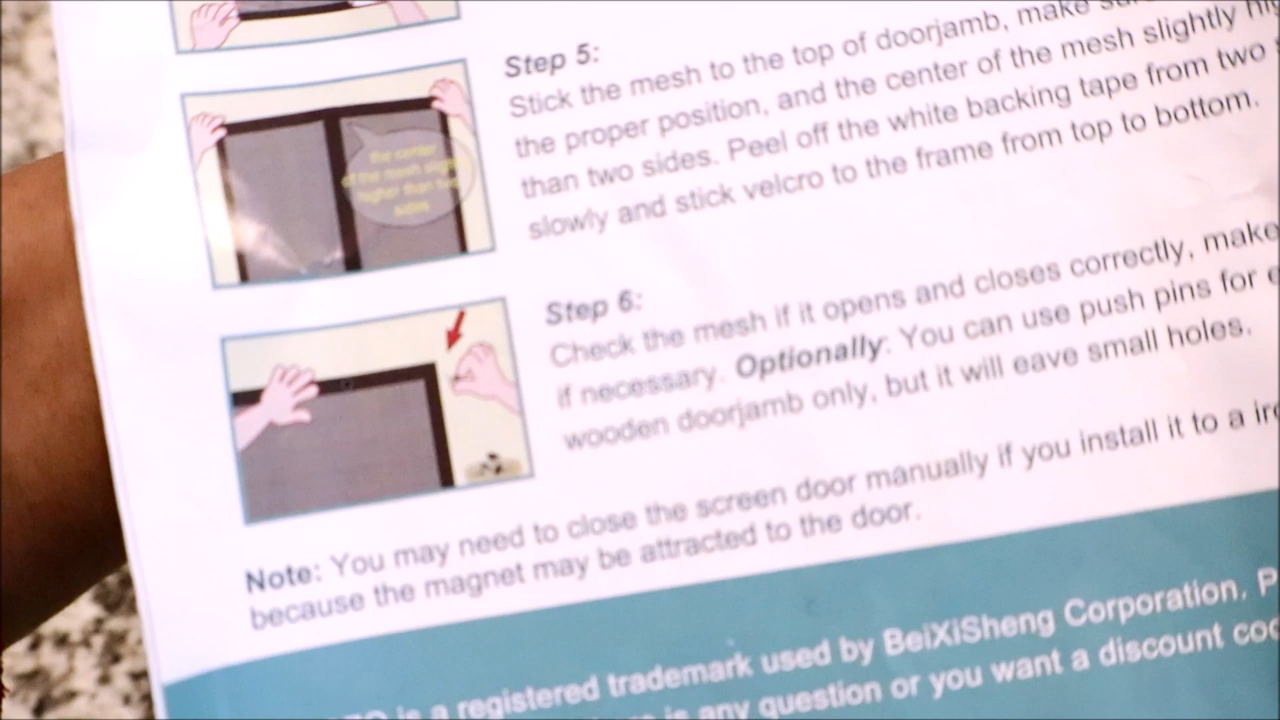 Step 5:
Stick the mesh to the top of doorjamb, make
the proper position, and the center of the mesh slightly
than two sides. Peel off the white backing tape from two
slowly and stick velcro to the frame from top to bottom.
the center
of the mesh
higher than
sides
Step 6:
Check the mesh if it opens and closes correctly, make
if necessary. Optionally: You can use push pins for
wooden doorjamb only, but it will eave small holes.
Note: You may need to close the screen door manually if you install it to a
because the magnet may be attracted to the door.
is a registered trademark used by BeiXiSheng Corporation.
is any question or you want a discount